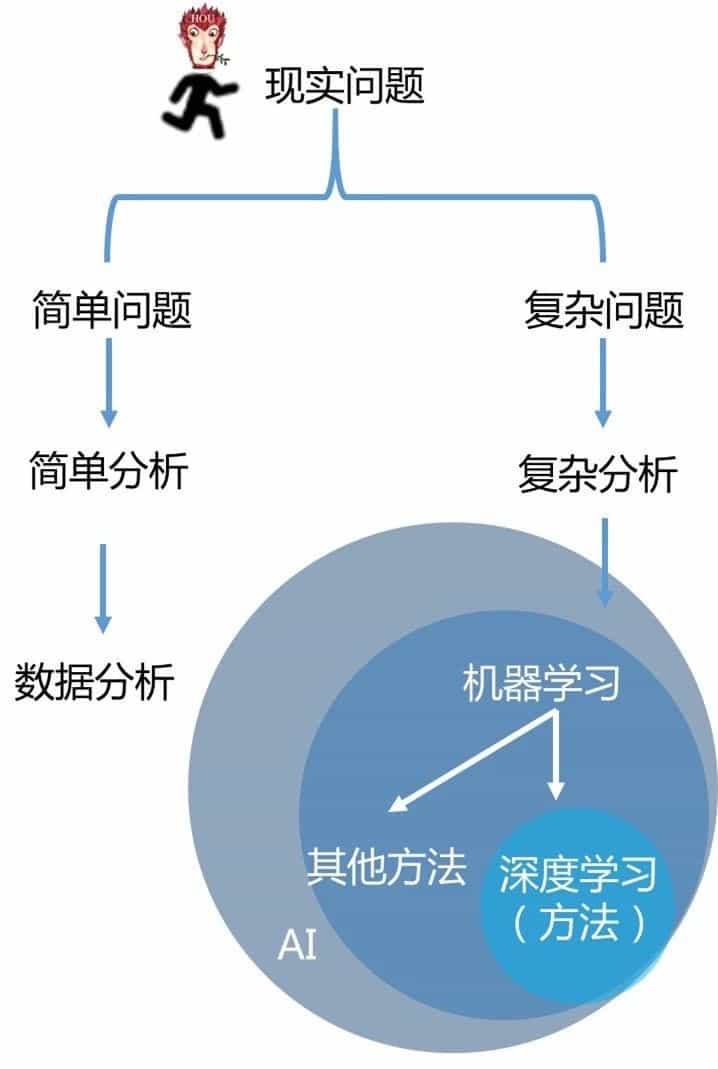 HOU
现实问题
简单问题
复杂问题
简单分析
复杂分析
数据分析
机器学习
其他方法
深度学习
（方法）
AI